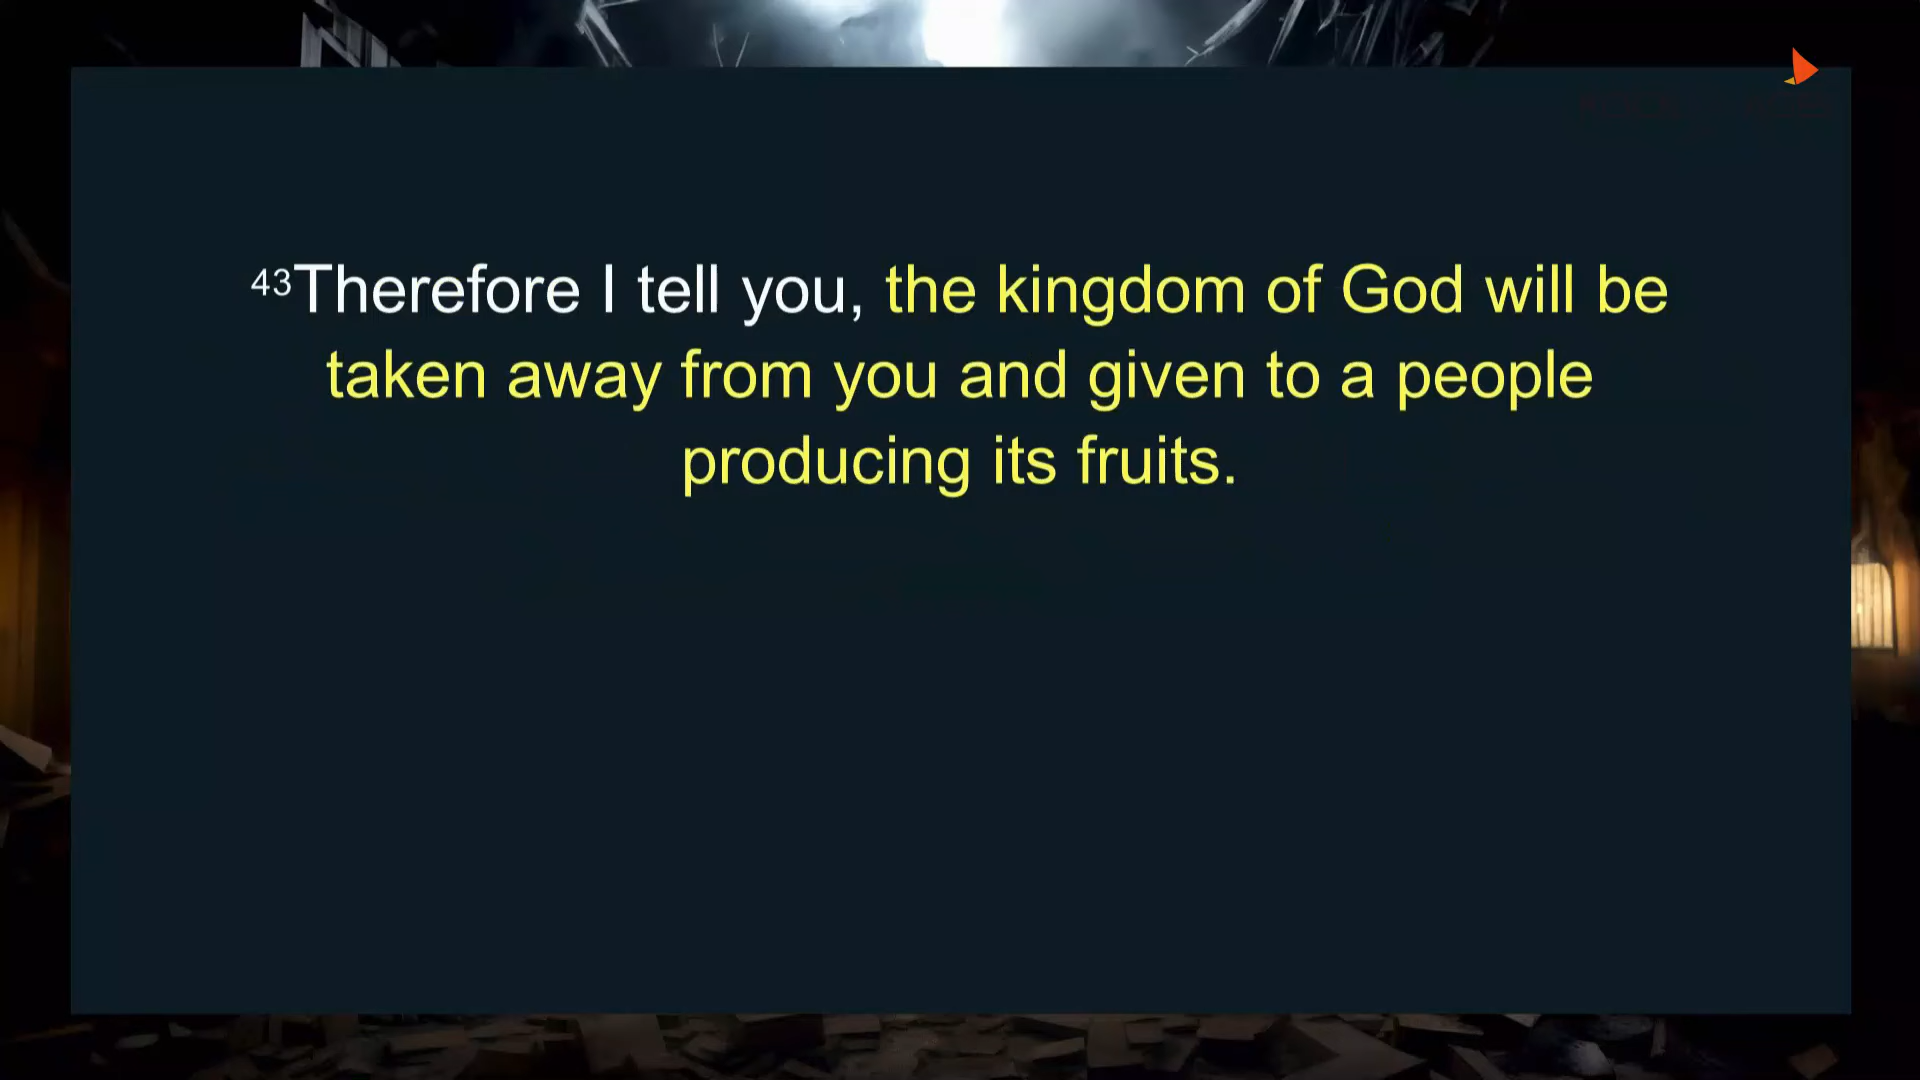 43Therefore I tell you, the kingdom of God will be
taken away from you and given to a people
producing its fruits.